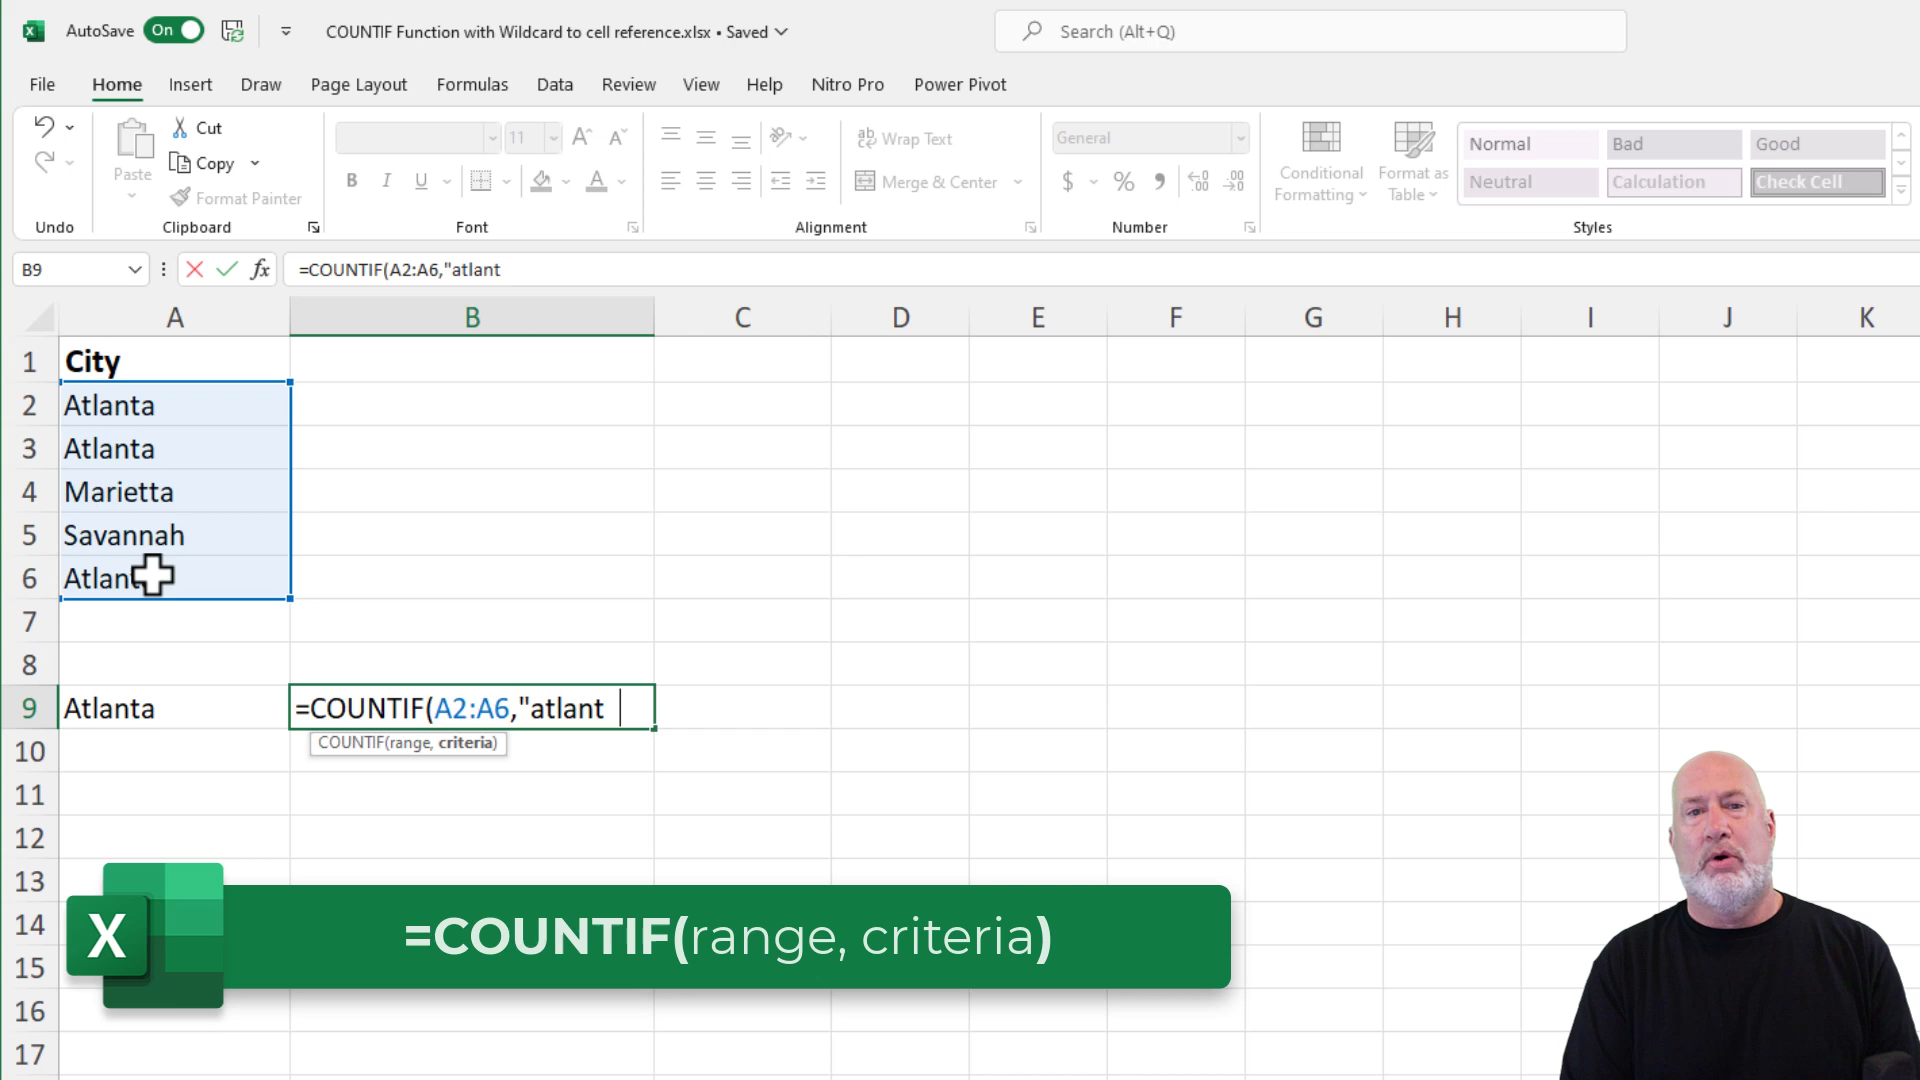 AutoSave On COUNTIF Function with Wildcard to cell reference.xlsx • Saved Search (Alt+Q)
File Home Insert Draw Page Layout Formulas Data Review View Help Nitro Pro Power Pivot
Paste
Cut
Copy
Format Painter
11
B I U A
ab Wrap Text
Merge & Center
General
$ % 9
Conditional Formatting
Format as Table
Normal Bad Good
Neutral Calculation Check Cell
Undo Clipboard Font Alignment Number Styles
B9 fx =COUNTIF(A2:A6,"atlant
A B C D E F G H I J K
1 City
2 Atlanta
3 Atlanta
4 Marietta
5 Savannah
6
7
8
9 Atlanta =COUNTIF(A2:A6,"atlant
COUNTIF(range, criteria)
10
11
12
13
14
15
16
17
X =COUNTIF(range, criteria)